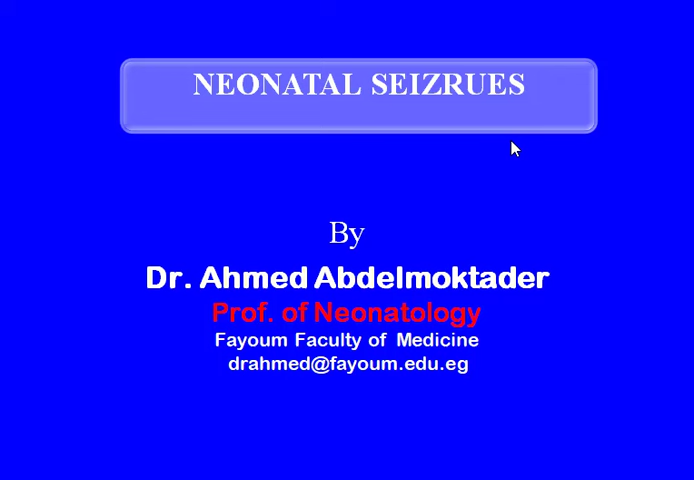 NEONATAL SEIZRUES
By
Dr. Ahmed Abdelmoktader
Prof. of Neonatology
Fayoum Faculty of Medicine
drahmed@fayoum.edu.eg